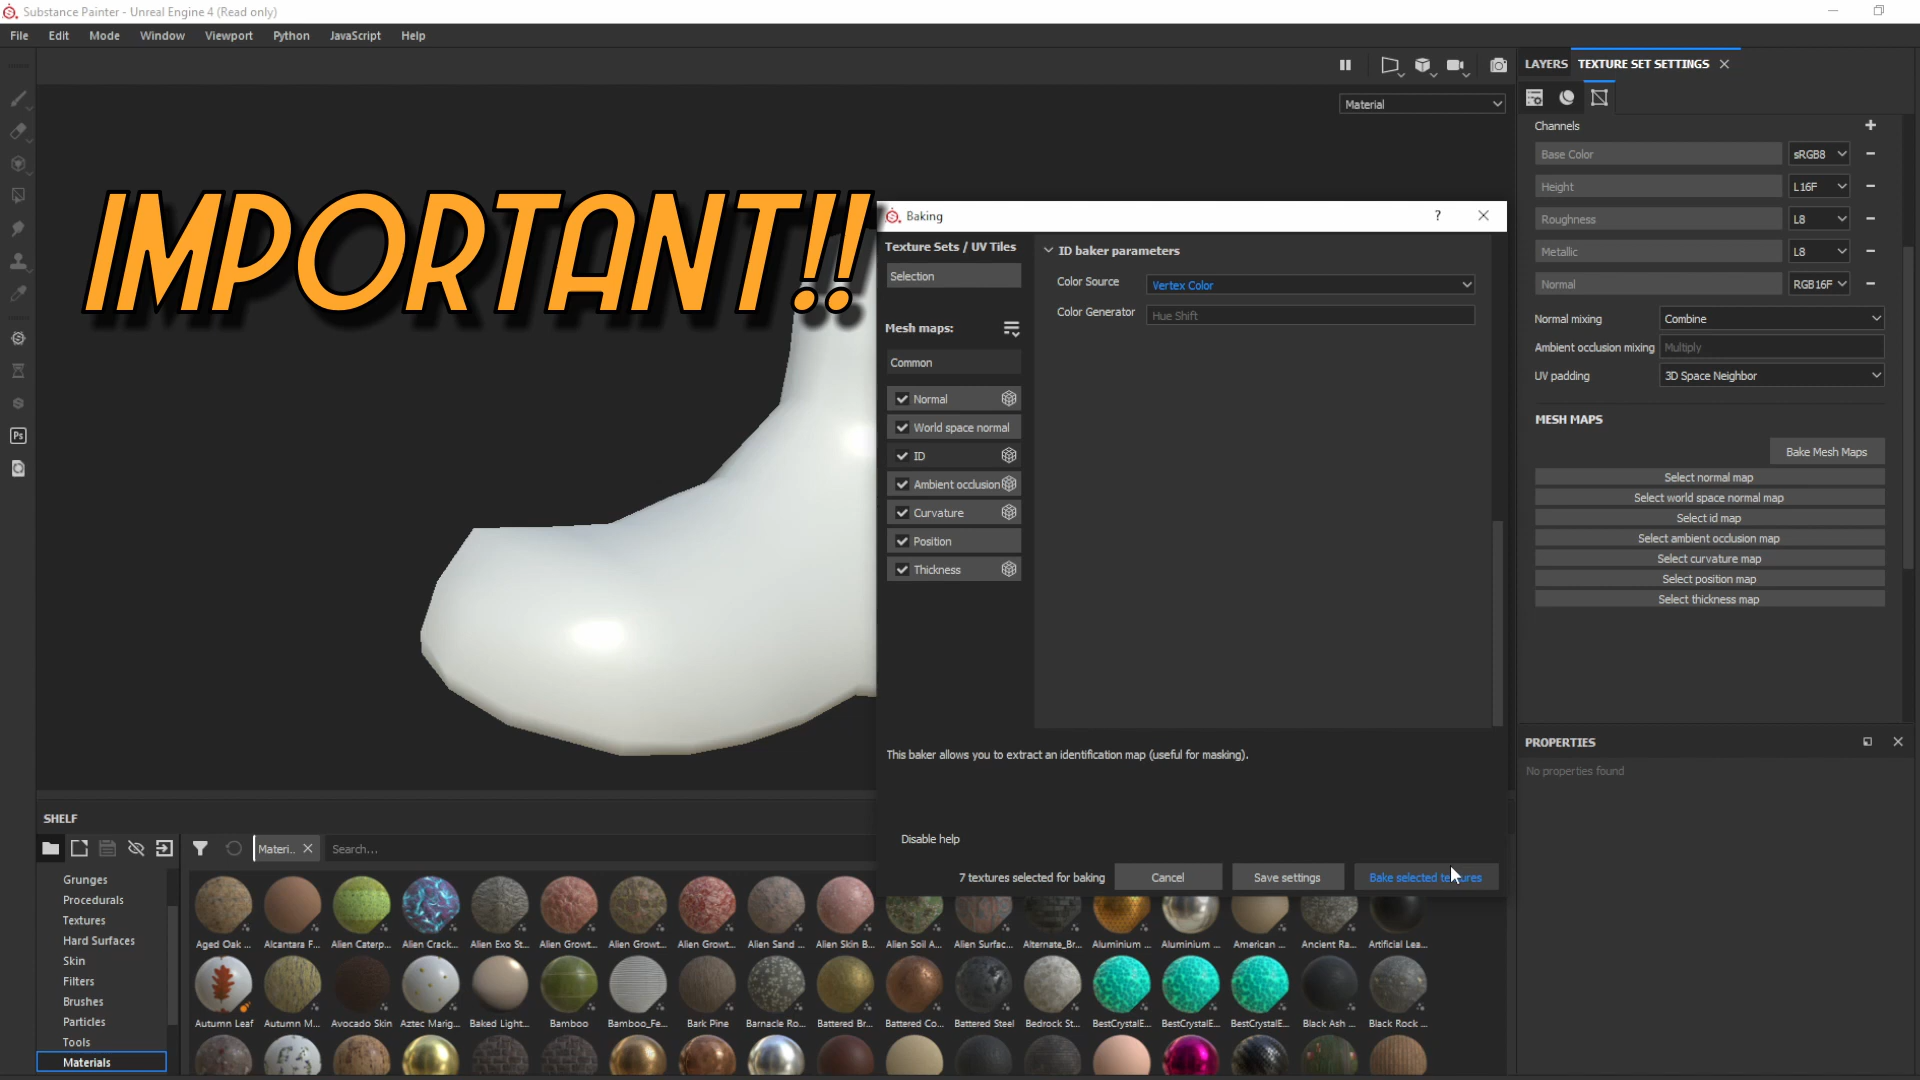 Substance Painter - Unreal Engine 4 (Read only)
File Edit Mode Window Viewport Python JavaScript Help
Material
IMPORTANT!!
LAYERS TEXTURE SET SETTINGS
Channels
Base Color sRGB8
Height L16F
Roughness L8
Metallic L8
Normal RGB16F
Normal mixing Combine
Ambient occlusion mixing Multiply
UV padding 3D Space Neighbor
MESH MAPS
Bake Mesh Maps
Select normal map
Select world space normal map
Select id map
Select ambient occlusion map
Select curvature map
Select position map
Select thickness map
PROPERTIES
No properties found
Baking ?
Texture Sets / UV Tiles
Selection
Mesh maps:
Common
Normal
World space normal
ID
Ambient occlusion
Curvature
Position
Thickness
ID baker parameters
Color Source Vertex Color
Color Generator Hue Shift
This baker allows you to extract an identification map (useful for masking).
Disable help
7 textures selected for baking Cancel Save settings Bake selected textures
SHELF
Materi.. Search...
Grunges
Procedurals
Textures
Hard Surfaces
Skin
Filters
Brushes
Particles
Tools
Materials
Aged Oak ... Alcantara F... Alien Caterp... Alien Crack... Alien Exo St... Alien Growt... Alien Growt... Alien Growt... Alien Sand ... Alien Skin B... Alien Soil A... Alien Surfac... Alternate_Br... Aluminium ... Aluminium ... American ... Ancient Ra... Artificial Lea...
Autumn Leaf Autumn M... Avocado Skin Aztec Marig... Baked Light... Bamboo Bamboo_Fe... Bark Pine Barnacle Ro... Battered Br... Battered Co... Battered Steel Bedrock St... BestCrystalE... BestCrystalE... BestCrystalE... Black Ash ... Black Rock ...
Ps